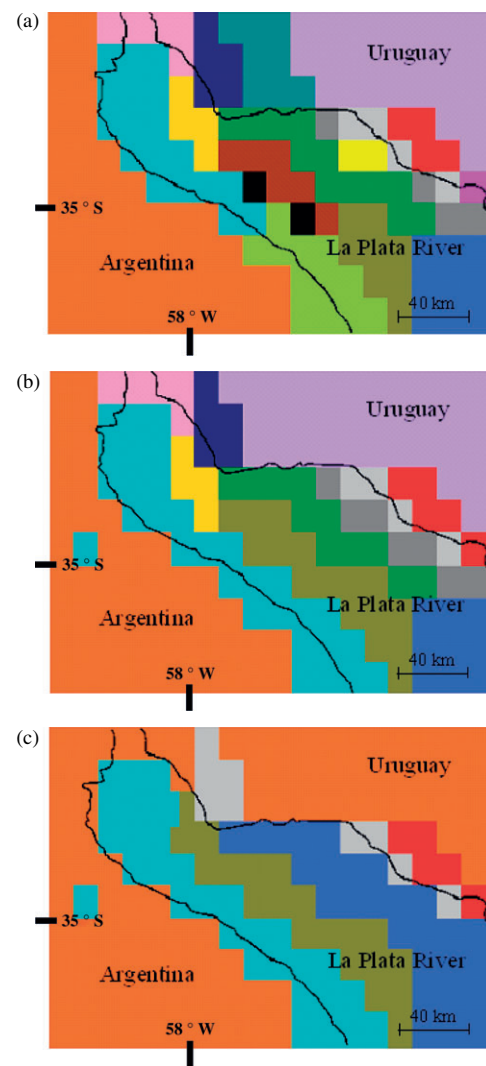 (a)
Uruguay
35° S
La Plata River
Argentina
40 km
58° W
(b)
Uruguay
35° S
La Plata River
Argentina
40 km
58° W
(c)
Uruguay
35° S
La Plata River
Argentina
40 km
58° W